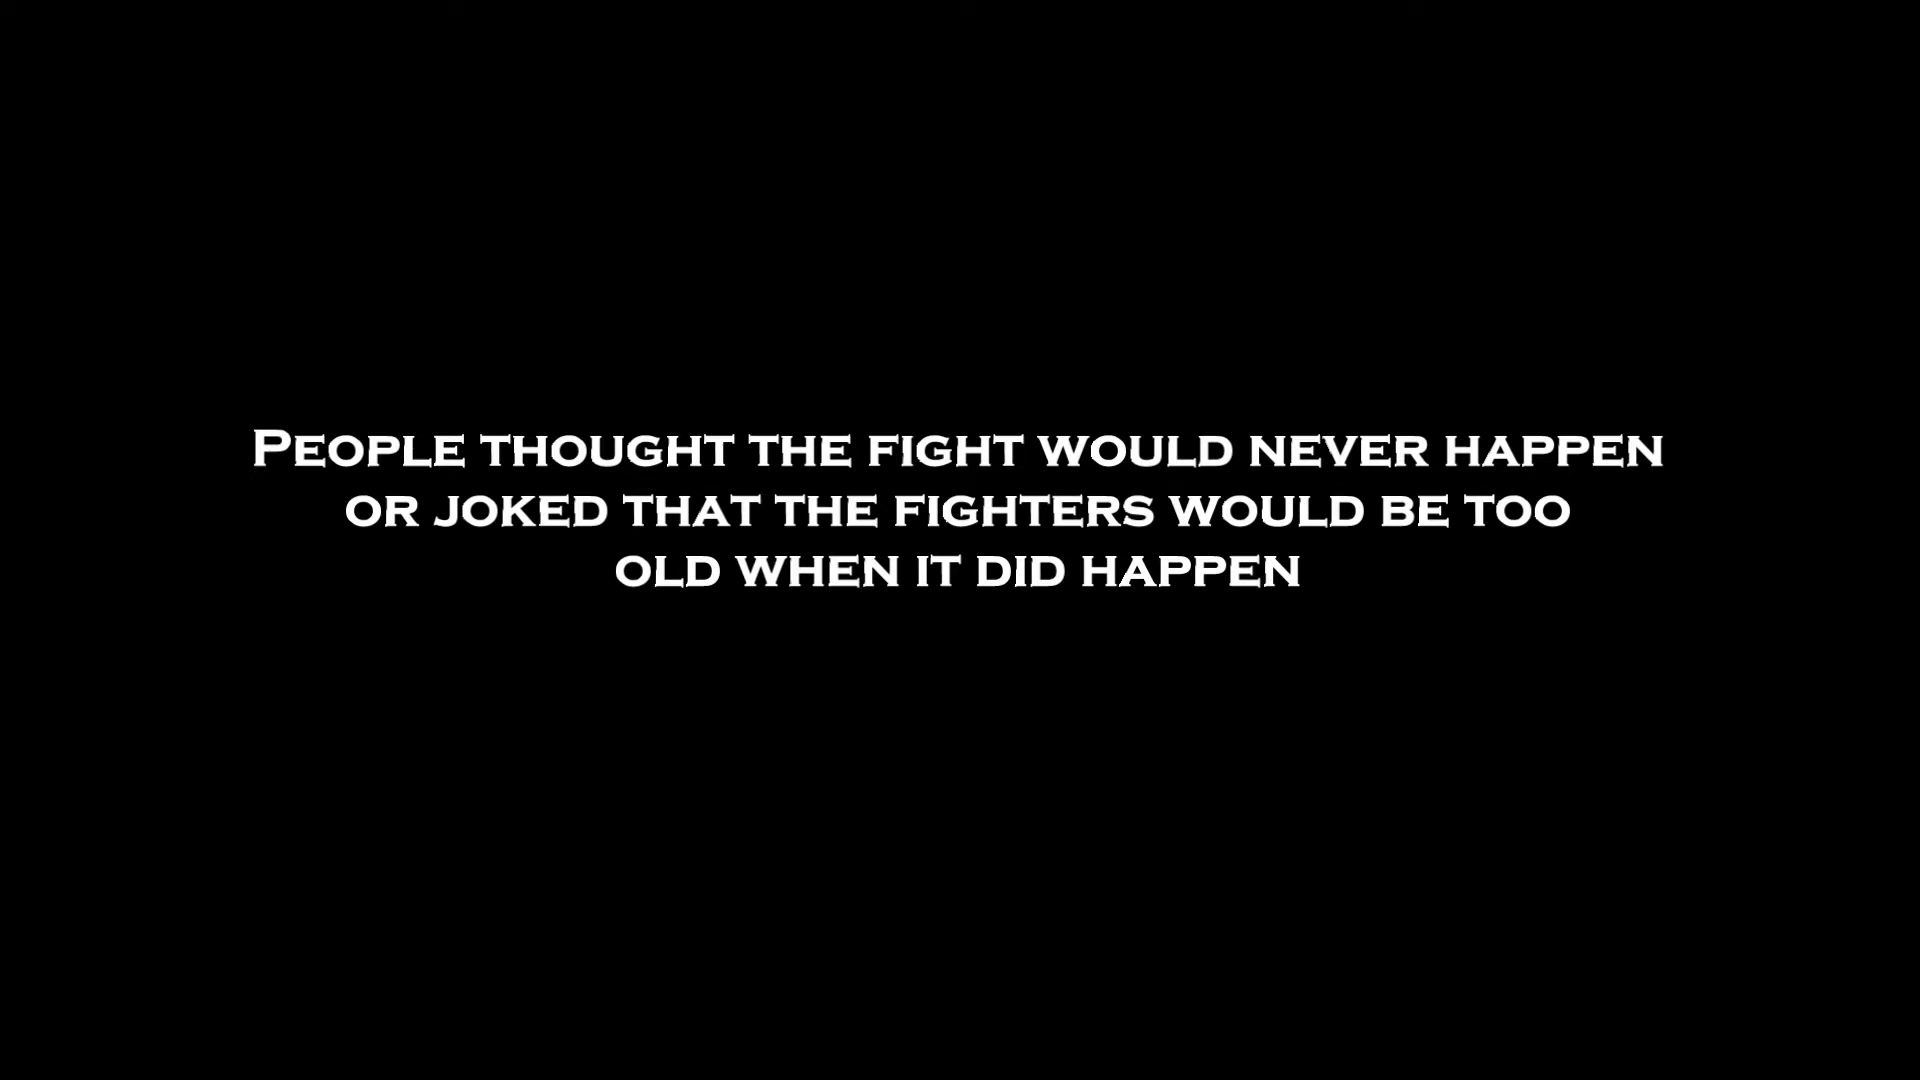 People thought the fight would never happen
or joked that the fighters would be too
old when it did happen